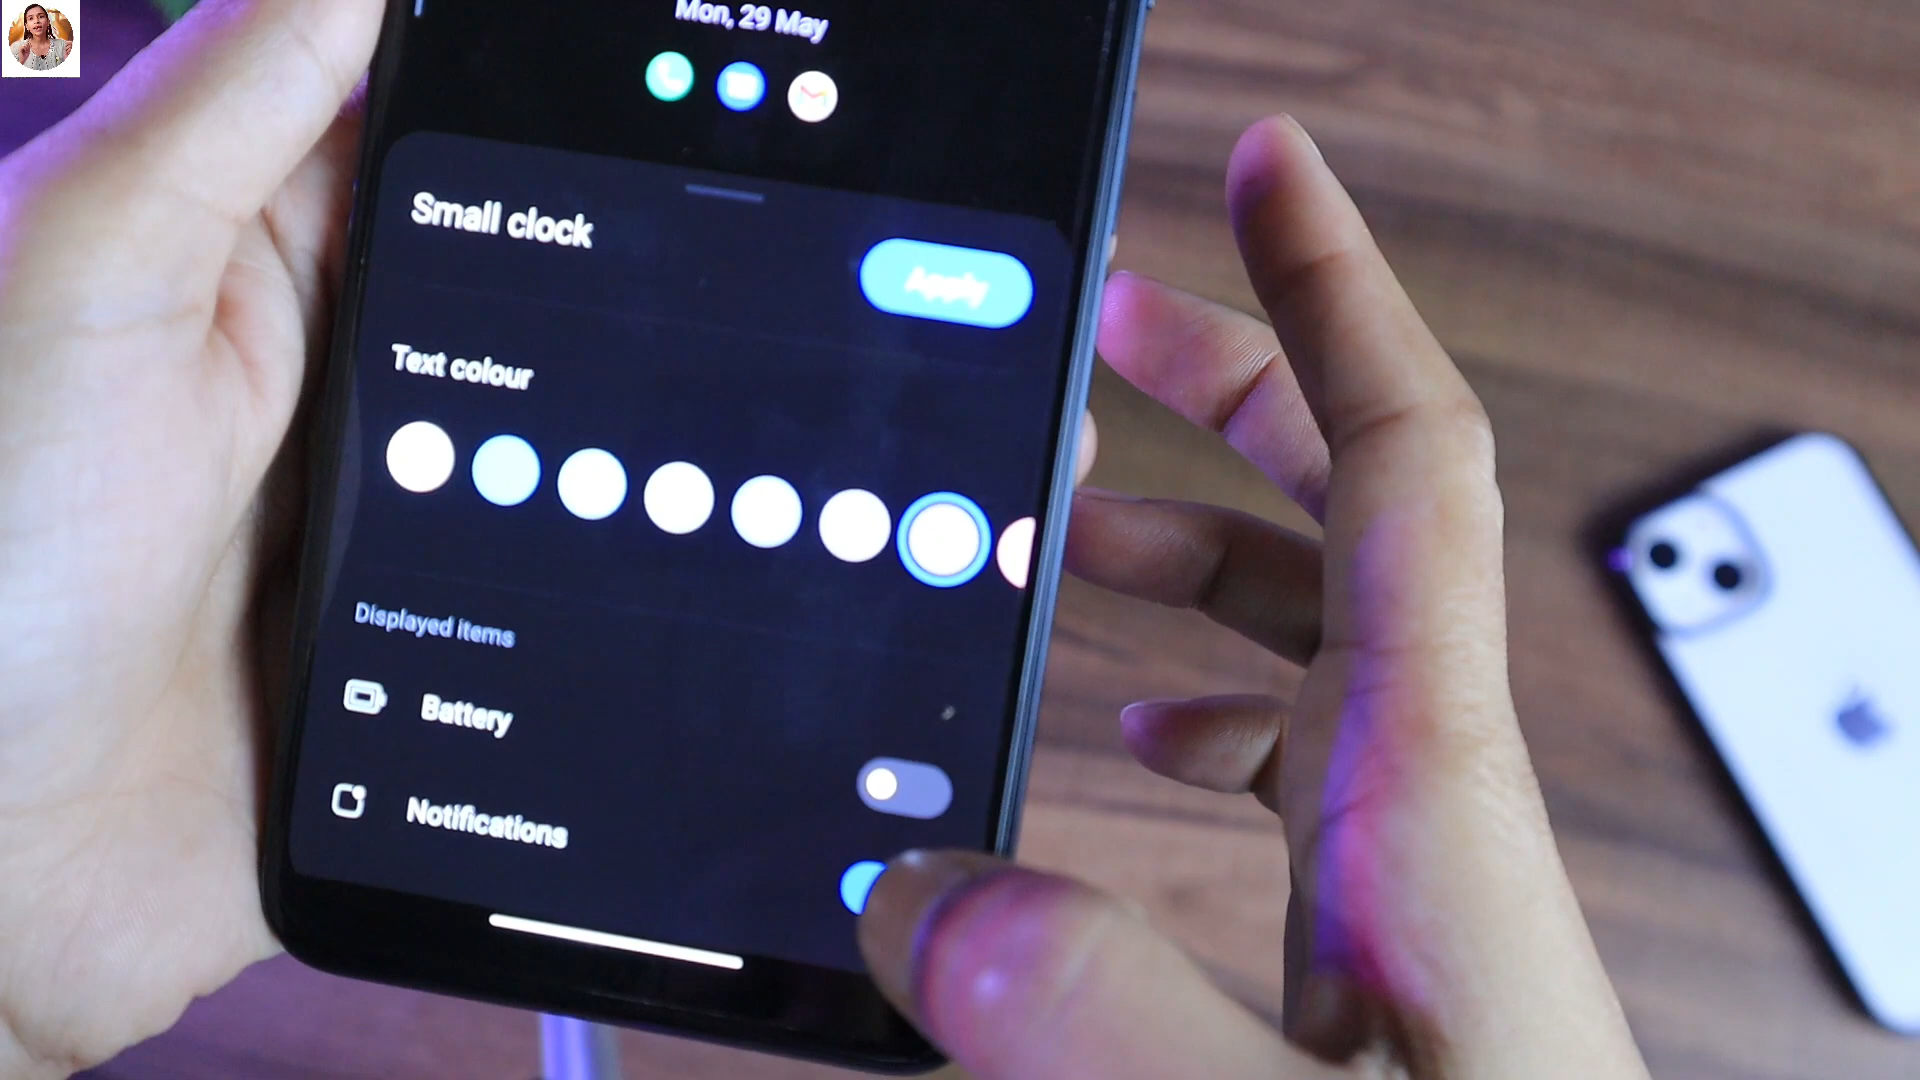 Mon, 29 May
Small clock
Apply
Text colour
Displayed items
Battery
Notifications